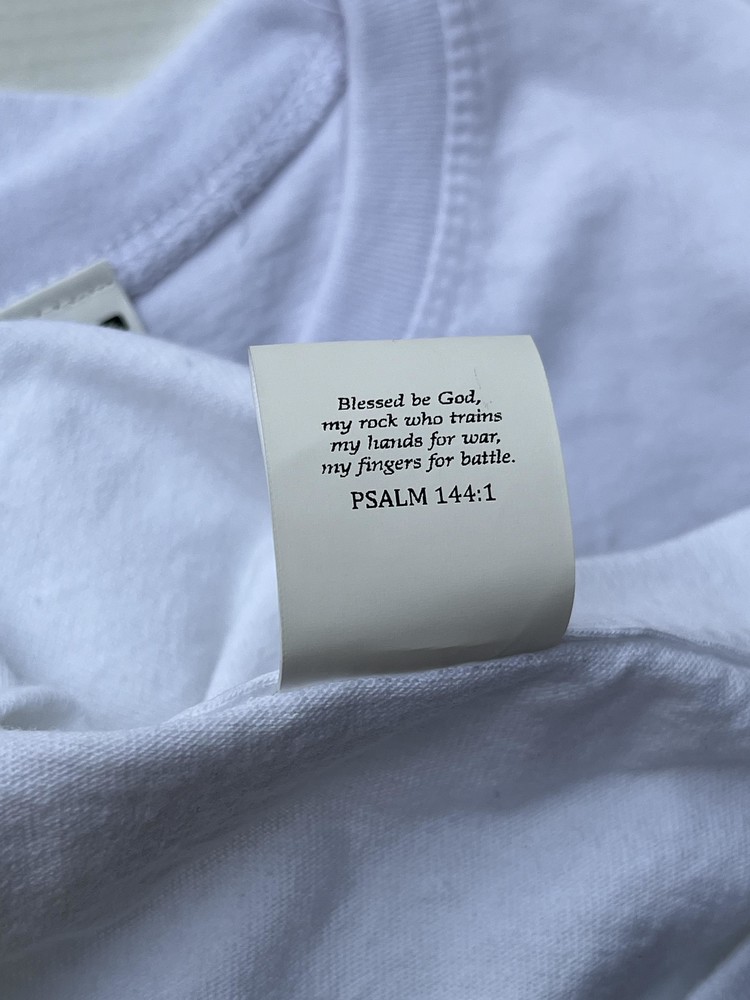 Blessed be God,
my rock who trains
my hands for war,
my fingers for battle.
PSALM 144:1